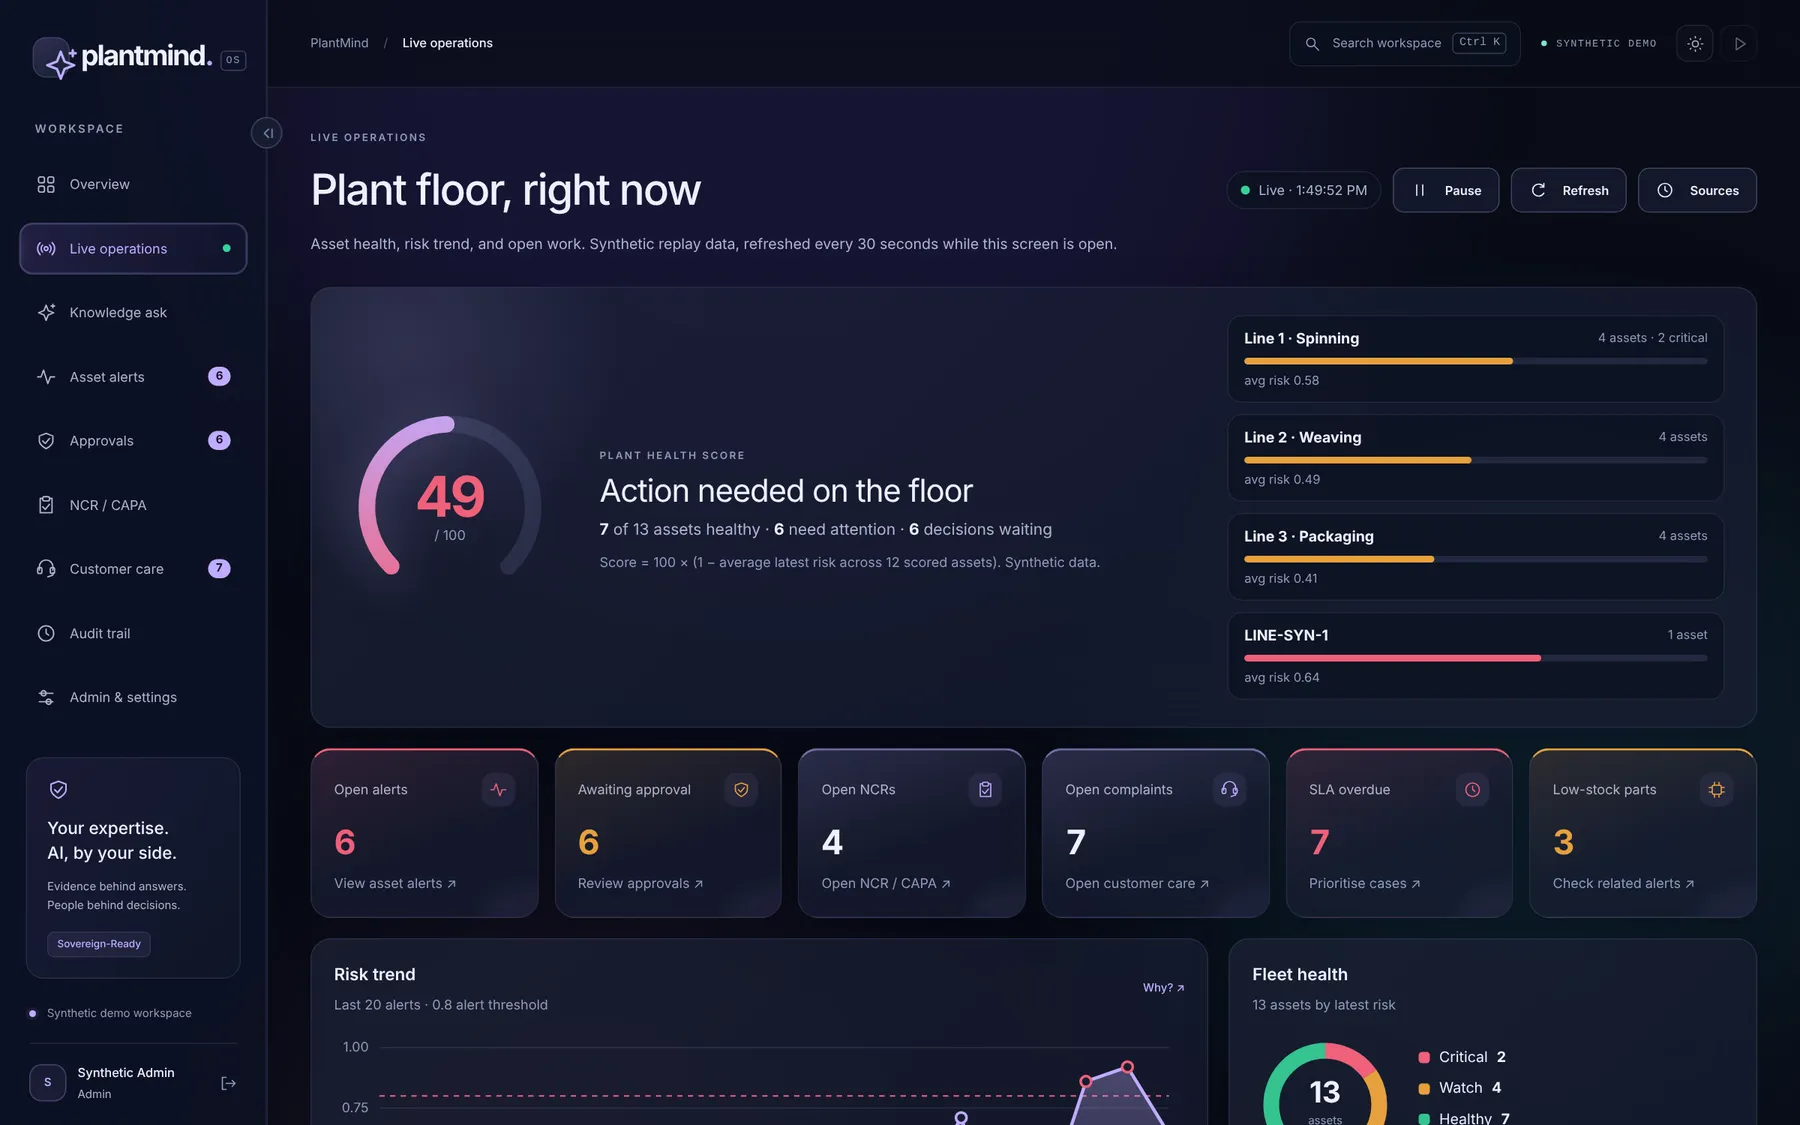 plantmind. OS
WORKSPACE
Overview
Live operations
Knowledge ask
Asset alerts 6
Approvals 6
NCR / CAPA
Customer care 7
Audit trail
Admin & settings
Your expertise.
AI, by your side.
Evidence behind answers.
People behind decisions.
Sovereign-Ready
Synthetic demo workspace
S
Synthetic Admin
Admin
PlantMind / Live operations
Search workspace Ctrl K
SYNTHETIC DEMO
LIVE OPERATIONS
Plant floor, right now
Live · 1:49:52 PM
Pause
Refresh
Sources
Asset health, risk trend, and open work. Synthetic replay data, refreshed every 30 seconds while this screen is open.
49
/ 100
PLANT HEALTH SCORE
Action needed on the floor
7 of 13 assets healthy · 6 need attention · 6 decisions waiting
Score = 100 × (1 − average latest risk across 12 scored assets). Synthetic data.
Line 1 · Spinning 4 assets · 2 critical
avg risk 0.58
Line 2 · Weaving 4 assets
avg risk 0.49
Line 3 · Packaging 4 assets
avg risk 0.41
LINE-SYN-1 1 asset
avg risk 0.64
Open alerts
6
View asset alerts ↗
Awaiting approval
6
Review approvals ↗
Open NCRs
4
Open NCR / CAPA ↗
Open complaints
7
Open customer care ↗
SLA overdue
7
Prioritise cases ↗
Low-stock parts
3
Check related alerts ↗
Risk trend
Last 20 alerts · 0.8 alert threshold
Why? ↗
1.00
0.75
Fleet health
13 assets by latest risk
13
assets
Critical 2
Watch 4
Healthy 7